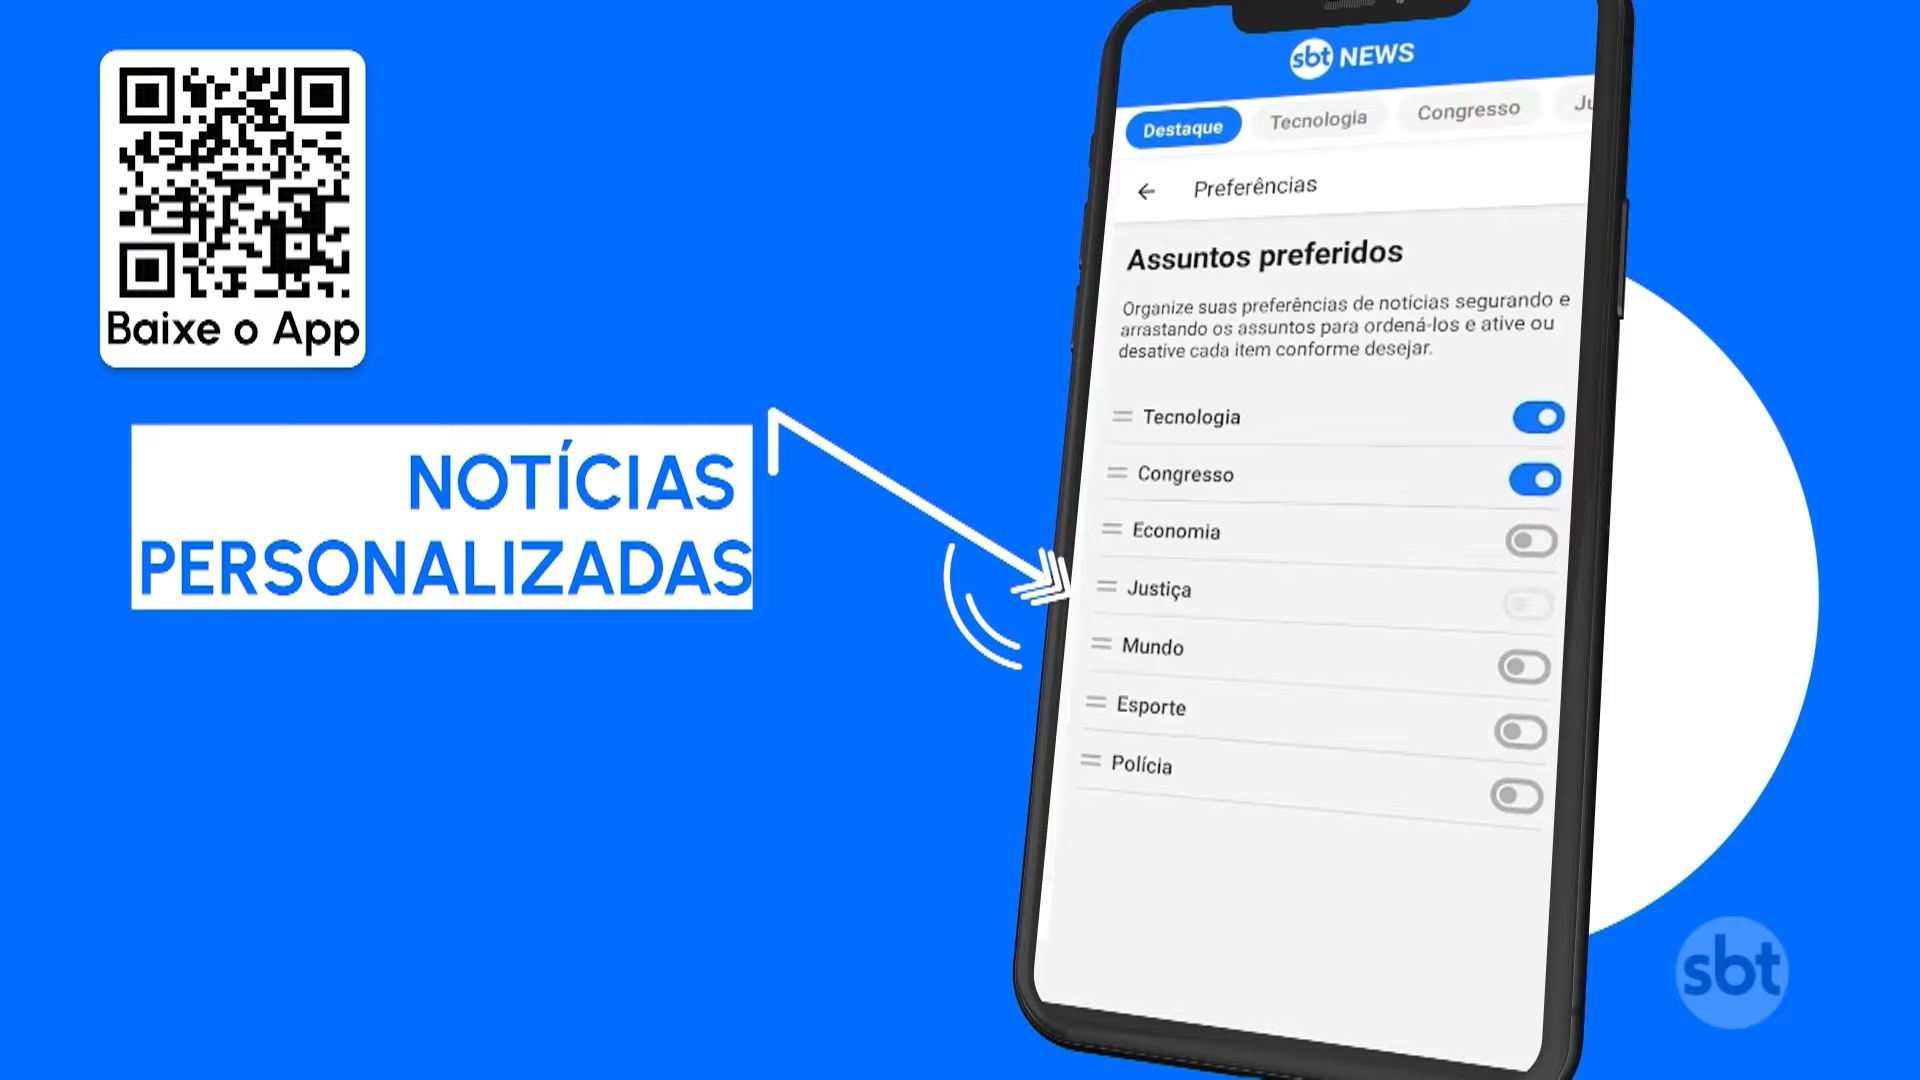 Baixe o App
NOTÍCIAS
PERSONALIZADAS
sbt NEWS
Destaque Tecnologia Congresso Ju
Preferências
Assuntos preferidos
Organize suas preferências de notícias segurando e
arrastando os assuntos para ordená-los e ative ou
desative cada item conforme desejar.
Tecnologia
Congresso
Economia
Justiça
Mundo
Esporte
Polícia
sbt